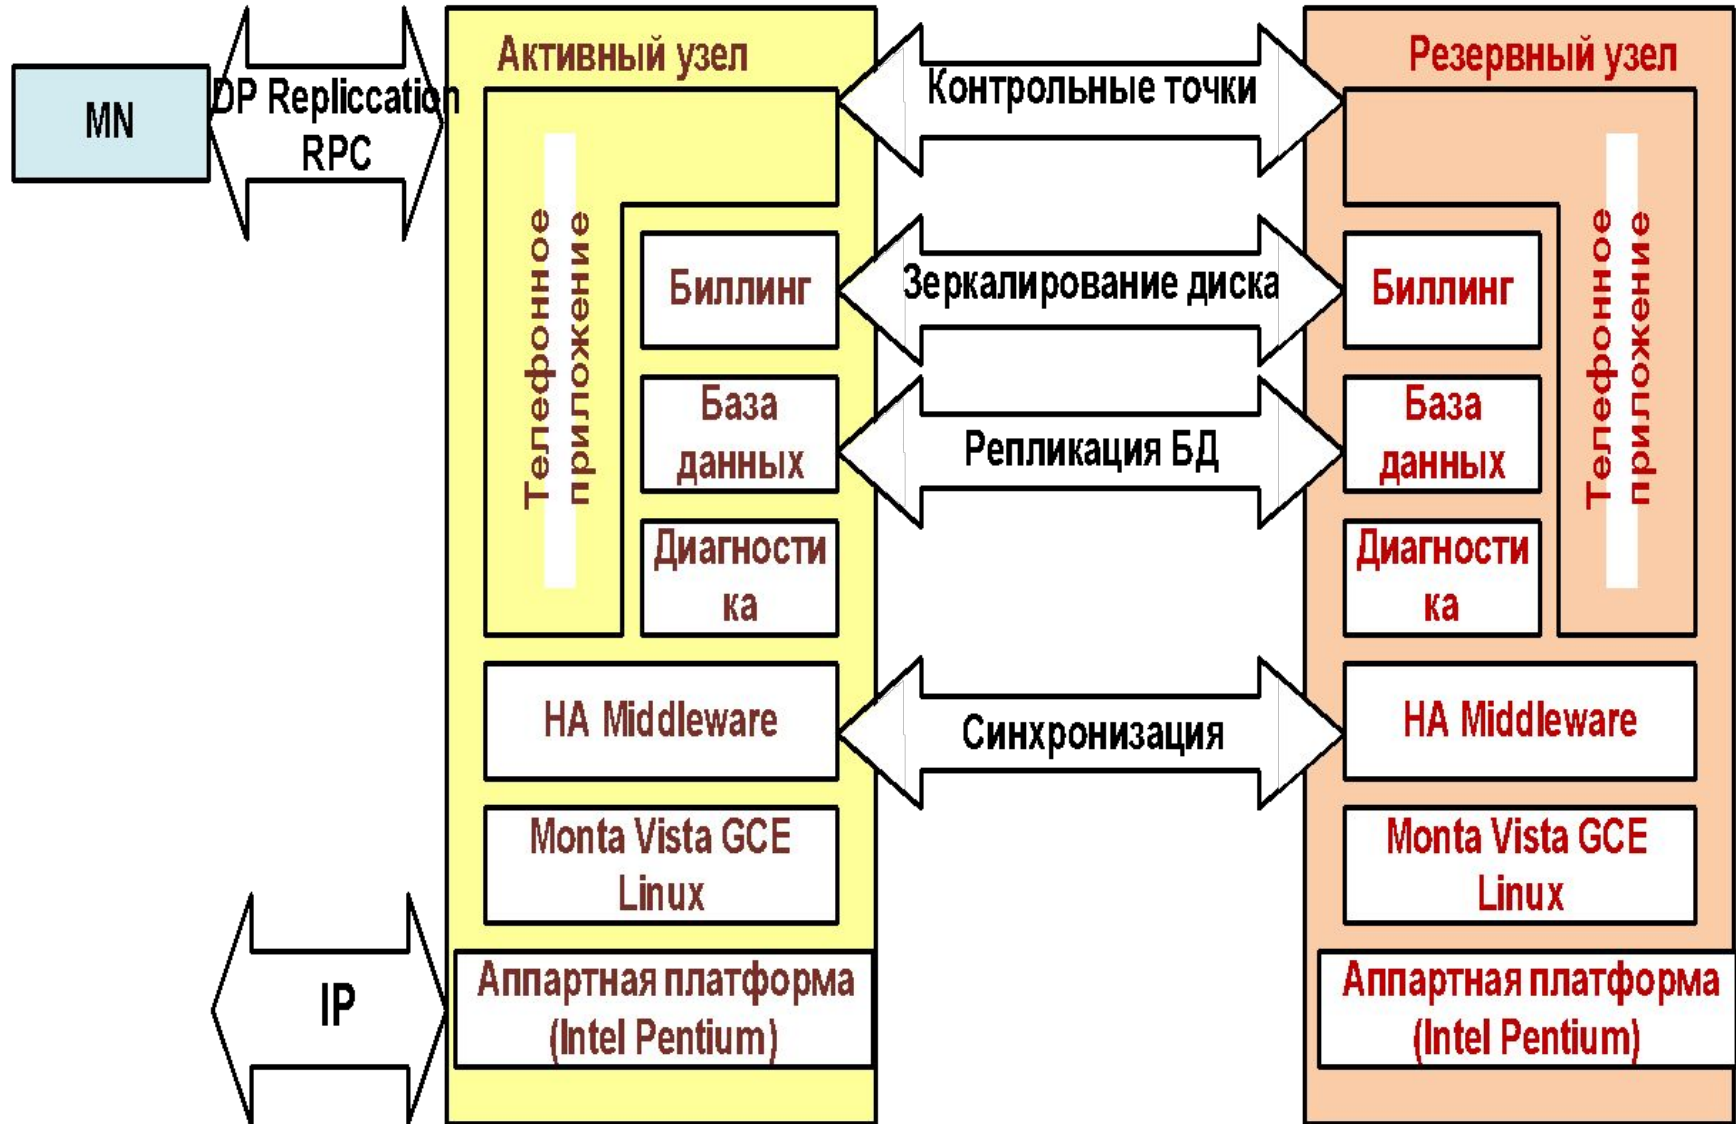 MN
DP Repliccation
RPC
Активный узел
Телефонное
приложение
Биллинг
База
данных
Диагности
ка
HA Middleware
Monta Vista GCE
Linux
Аппартная платформа
(Intel Pentium)
IP
Контрольные точки
Зеркалирование диска
Репликация БД
Синхронизация
Резервный узел
Биллинг
База
данных
Диагности
ка
Телефонное
приложение
HA Middleware
Monta Vista GCE
Linux
Аппартная платформа
(Intel Pentium)